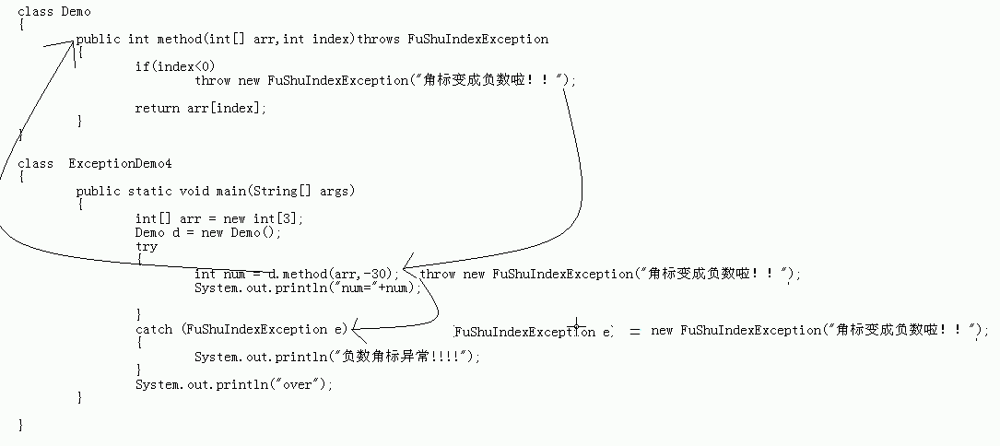 class Demo
{
public int method(int[] arr,int index)throws FuShuIndexException
{
if(index<0)
throw new FuShuIndexException("角标变成负数啦！！");
return arr[index];
}
}
class  ExceptionDemo4
{
public static void main(String[] args)
{
int[] arr = new int[3];
Demo d = new Demo();
try
{
int num = d.method(arr,-30);   throw new FuShuIndexException("角标变成负数啦！！");
System.out.println("num="+num);
}
catch (FuShuIndexException e)   FuShuIndexException e  =  new FuShuIndexException("角标变成负数啦！！");
{
System.out.println("负数角标异常!!!!");
}
System.out.println("over");
}
}